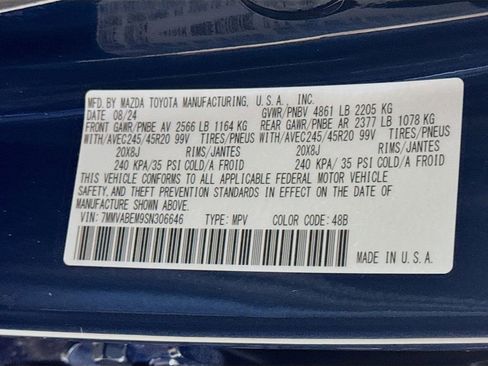 MFD. BY MAZDA TOYOTA MANUFACTURING, U.S.A., INC.
DATE 08/24 GVWR/PNBV 4861 LB 2205 KG
FRONT GAWR/PNBE AV 2566 LB 1164 KG REAR GAWR/PNBE AR 2377 LB 1078 KG
WITH/AVEC245/45R20 99V TIRES/PNEUS WITH/AVEC245/45R20 99V TIRES/PNEUS
20X8J RIMS/JANTES 20X8J RIMS/JANTES
240 KPA/35 PSI COLD/A FROID 240 KPA/35 PSI COLD/A FROID
THIS VEHICLE CONFORMS TO ALL APPLICABLE FEDERAL MOTOR VEHICLE
SAFETY, AND THEFT PREVENTION STANDARDS IN EFFECT ON THE DATE OF
MANUFACTURE SHOWN ABOVE.
VIN: 7MMVABEM9SN306646 TYPE: MPV COLOR CODE: 48B
MADE IN U.S.A.